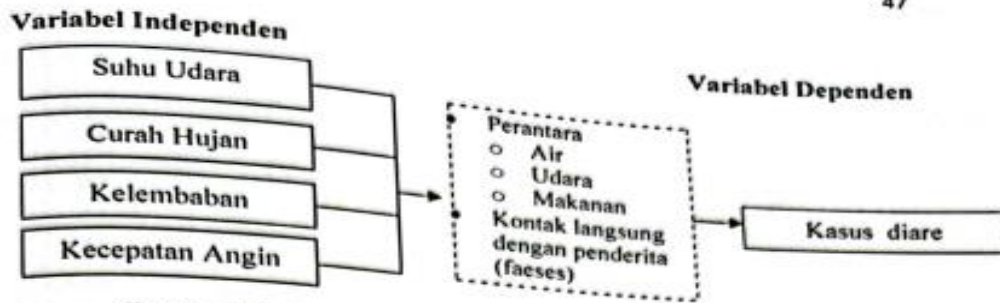 47
Variabel Independen
Suhu Udara
Curah Hujan
Kelembaban
Kecepatan Angin
• Perantara
o Air
o Udara
o Makanan
• Kontak langsung
dengan penderita
(faeses)
Variabel Dependen
Kasus diare